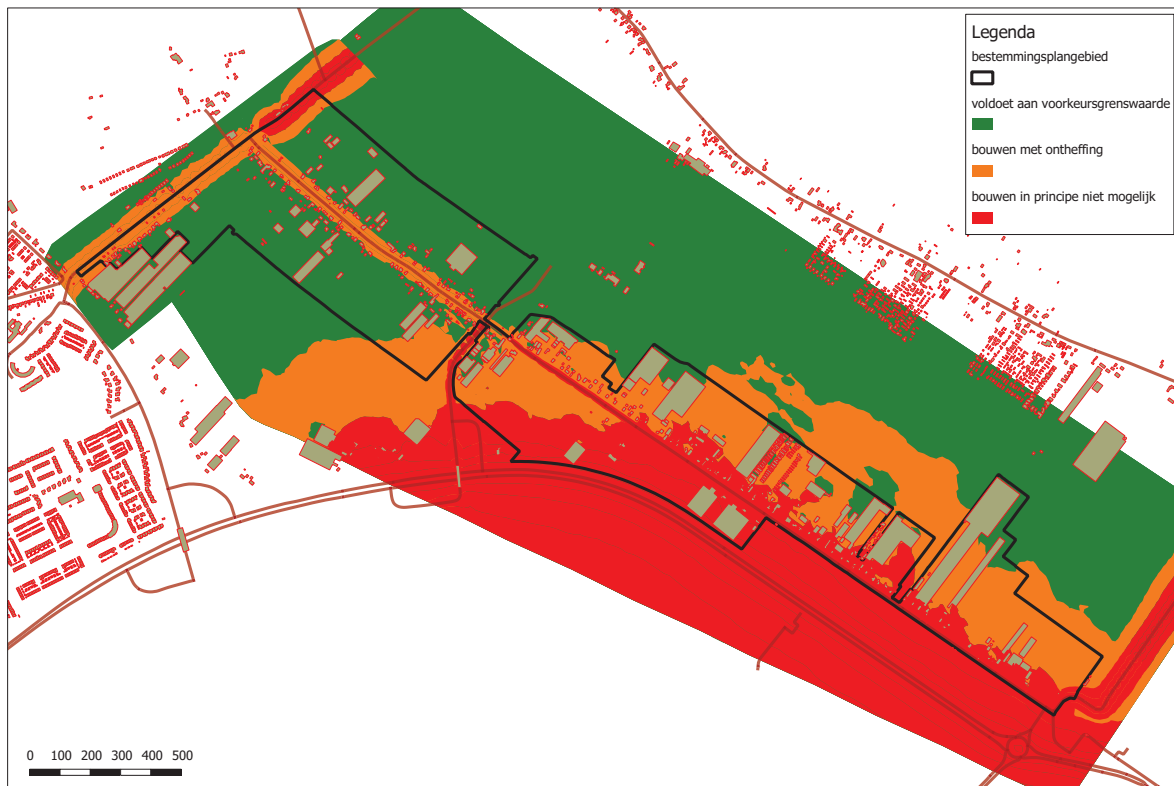 Legenda
bestemmingsplangebied
voldoet aan voorkeursgrenswaarde
bouwen met ontheffing
bouwen in principe niet mogelijk
0 100 200 300 400 500